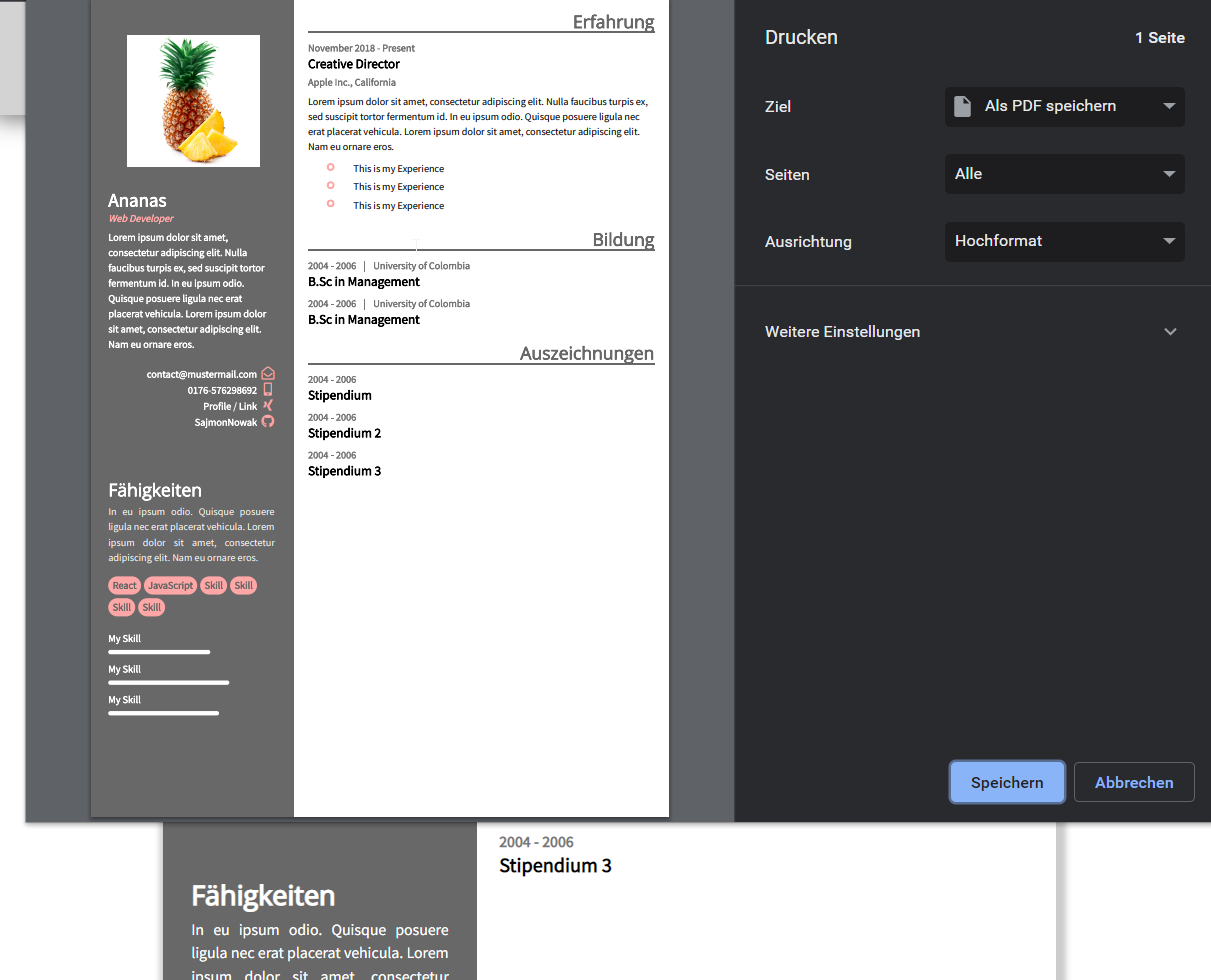 Ananas
Web Developer
Lorem ipsum dolor sit amet,
consectetur adipiscing elit. Nulla
faucibus turpis ex, sed suscipit tortor
fermentum id. In eu ipsum odio.
Quisque posuere ligula nec erat
placerat vehicula. Lorem ipsum dolor
sit amet, consectetur adipiscing elit.
Nam eu ornare eros.
contact@mustermail.com
0176-576298692
Profile / Link
SajmonNowak
Fähigkeiten
In eu ipsum odio. Quisque posuere
ligula nec erat placerat vehicula. Lorem
ipsum dolor sit amet, consectetur
adipiscing elit. Nam eu ornare eros.
React JavaScript Skill Skill
Skill Skill
My Skill
My Skill
My Skill
Erfahrung
November 2018 - Present
Creative Director
Apple Inc., California
Lorem ipsum dolor sit amet, consectetur adipiscing elit. Nulla faucibus turpis ex,
sed suscipit tortor fermentum id. In eu ipsum odio. Quisque posuere ligula nec
erat placerat vehicula. Lorem ipsum dolor sit amet, consectetur adipiscing elit.
Nam eu ornare eros.
This is my Experience
This is my Experience
This is my Experience
Bildung
2004 - 2006 | University of Colombia
B.Sc in Management
2004 - 2006 | University of Colombia
B.Sc in Management
Auszeichnungen
2004 - 2006
Stipendium
2004 - 2006
Stipendium 2
2004 - 2006
Stipendium 3
Drucken 1 Seite
Ziel Als PDF speichern
Seiten Alle
Ausrichtung Hochformat
Weitere Einstellungen
Speichern Abbrechen
2004 - 2006
Stipendium 3
Fähigkeiten
In eu ipsum odio. Quisque posuere
ligula nec erat placerat vehicula. Lorem
ipsum dolor sit amet, consectetur